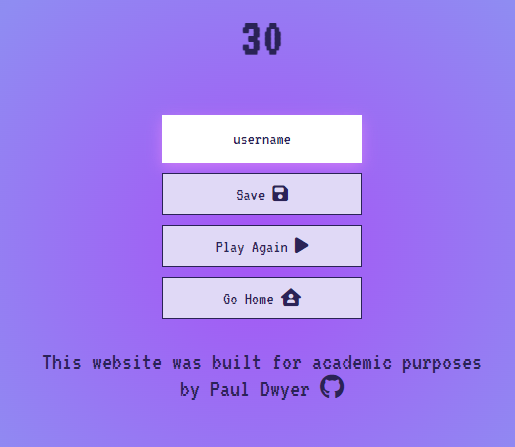 30
username
Save
Play Again
Go Home
This website was built for academic purposes
by Paul Dwyer